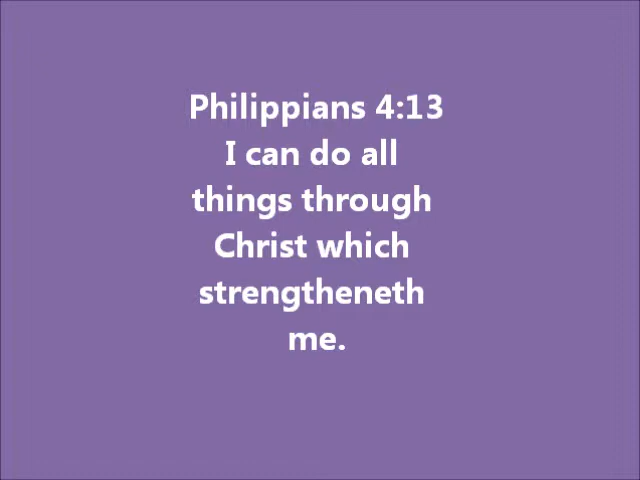 Philippians 4:13
I can do all
things through
Christ which
strengtheneth
me.